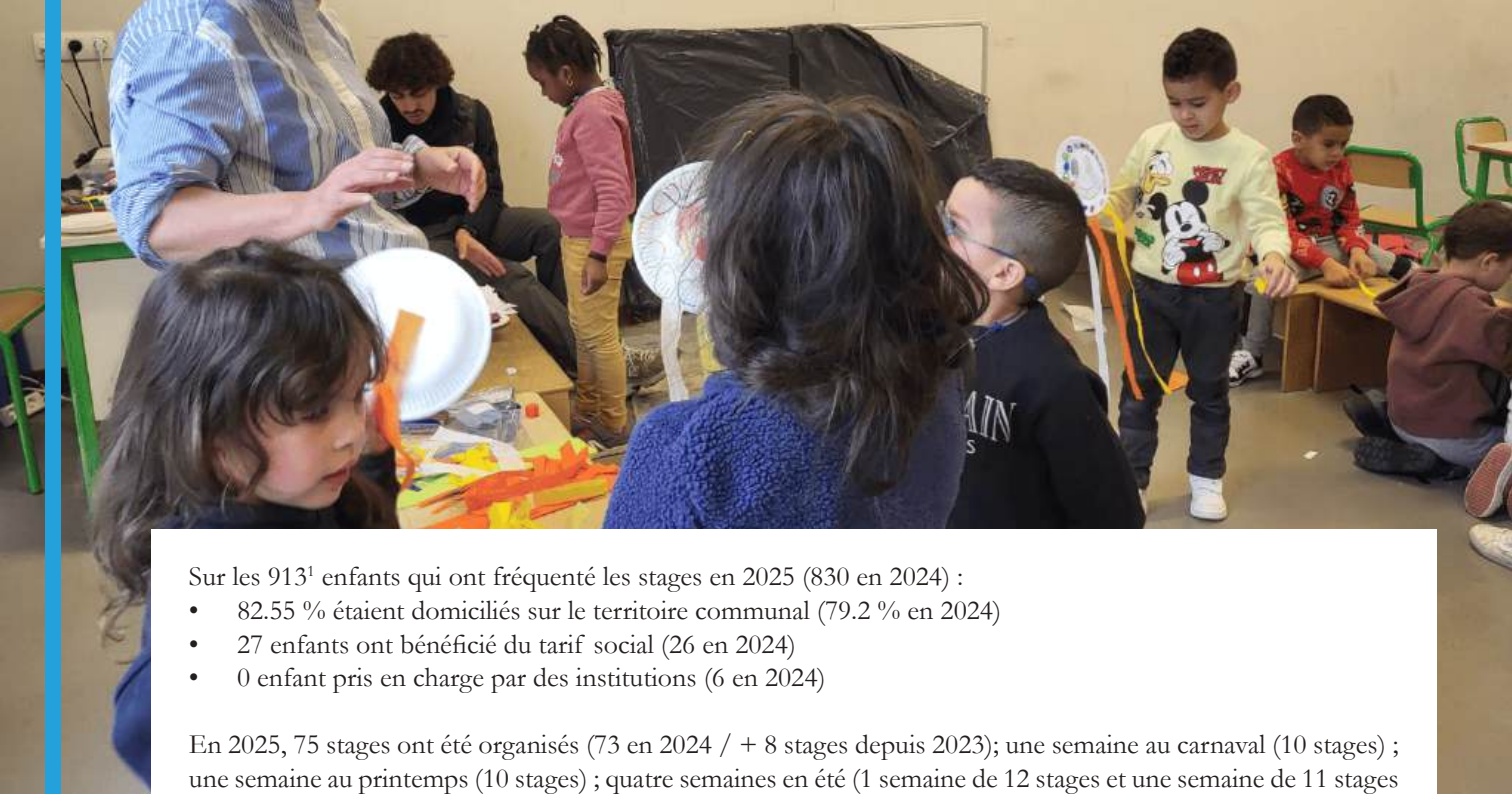 AIN
S
MICKEY
Sur les 913¹ enfants qui ont fréquenté les stages en 2025 (830 en 2024) :
• 82.55 % étaient domiciliés sur le territoire communal (79.2 % en 2024)
• 27 enfants ont bénéficié du tarif social (26 en 2024)
• 0 enfant pris en charge par des institutions (6 en 2024)
En 2025, 75 stages ont été organisés (73 en 2024 / + 8 stages depuis 2023); une semaine au carnaval (10 stages) ;
une semaine au printemps (10 stages) ; quatre semaines en été (1 semaine de 12 stages et une semaine de 11 stages